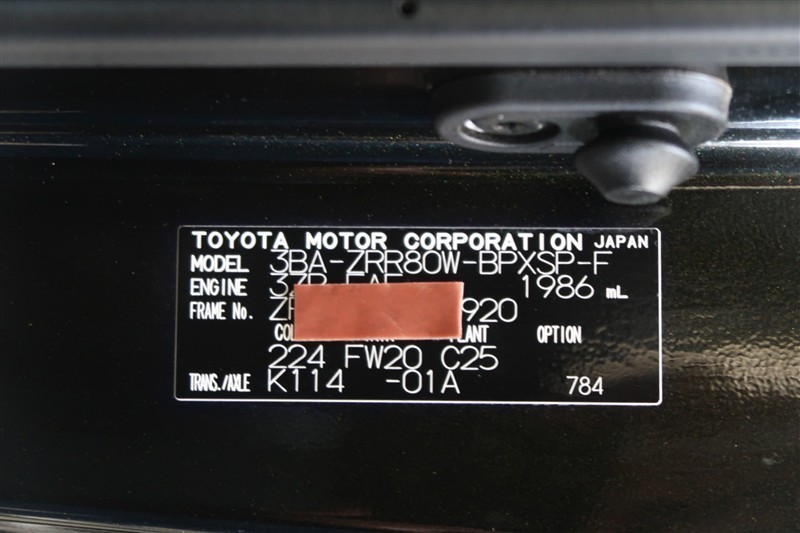 TOYOTA MOTOR CORPORATION JAPAN
MODEL 3BA-ZRR80W-BPXSP-F
ENGINE 1986 mL
FRAME No. 920
OPTION
224 FW20 C25
TRANS./AXLE K114 -01A 784